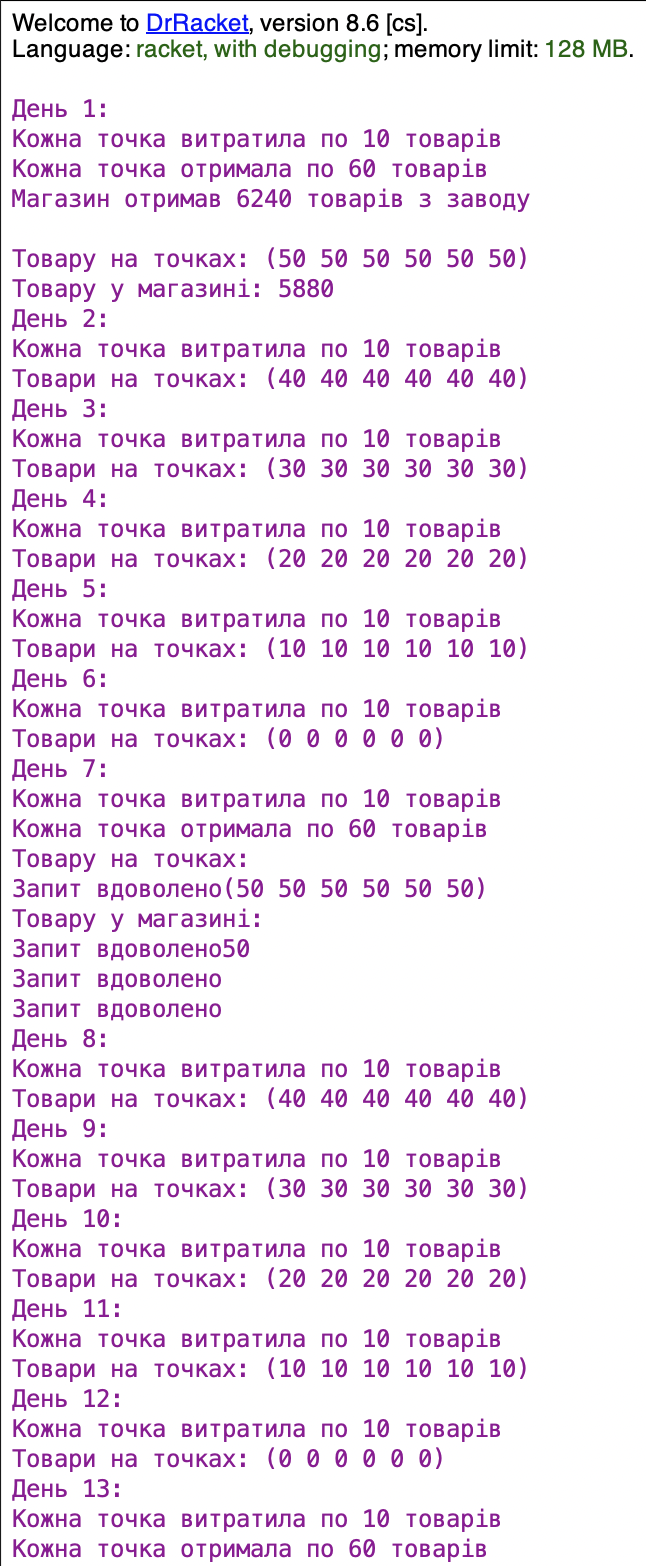 Welcome to DrRacket, version 8.6 [cs].
Language: racket, with debugging; memory limit: 128 MB.
День 1:
Кожна точка витратила по 10 товарів
Кожна точка отримала по 60 товарів
Магазин отримав 6240 товарів з заводу
Товару на точках: (50 50 50 50 50 50)
Товару у магазині: 5880
День 2:
Кожна точка витратила по 10 товарів
Товари на точках: (40 40 40 40 40 40)
День 3:
Кожна точка витратила по 10 товарів
Товари на точках: (30 30 30 30 30 30)
День 4:
Кожна точка витратила по 10 товарів
Товари на точках: (20 20 20 20 20 20)
День 5:
Кожна точка витратила по 10 товарів
Товари на точках: (10 10 10 10 10 10)
День 6:
Кожна точка витратила по 10 товарів
Товари на точках: (0 0 0 0 0 0)
День 7:
Кожна точка витратила по 10 товарів
Кожна точка отримала по 60 товарів
Товару на точках:
Запит вдоволено(50 50 50 50 50 50)
Товару у магазині:
Запит вдоволено50
Запит вдоволено
Запит вдоволено
День 8:
Кожна точка витратила по 10 товарів
Товари на точках: (40 40 40 40 40 40)
День 9:
Кожна точка витратила по 10 товарів
Товари на точках: (30 30 30 30 30 30)
День 10:
Кожна точка витратила по 10 товарів
Товари на точках: (20 20 20 20 20 20)
День 11:
Кожна точка витратила по 10 товарів
Товари на точках: (10 10 10 10 10 10)
День 12:
Кожна точка витратила по 10 товарів
Товари на точках: (0 0 0 0 0 0)
День 13:
Кожна точка витратила по 10 товарів
Кожна точка отримала по 60 товарів